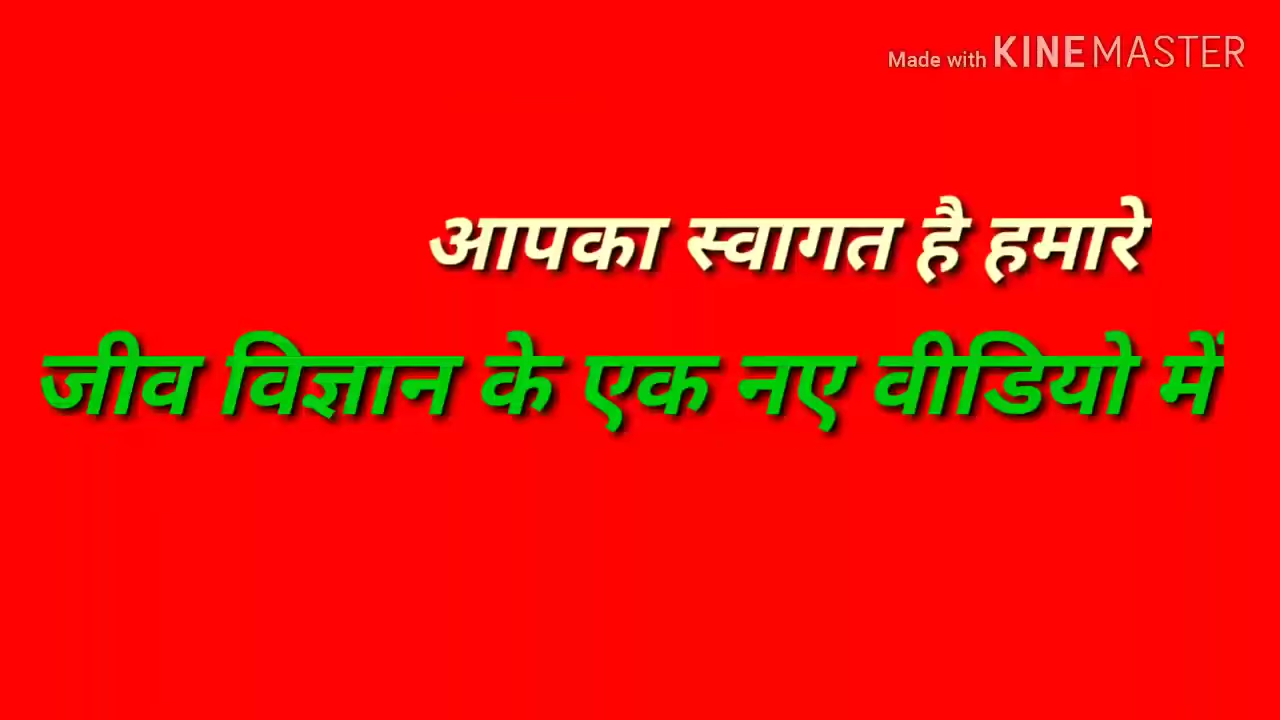 Made with KINEMASTER
आपका स्वागत है हमारे
जीव विज्ञान के एक नए वीडियो में